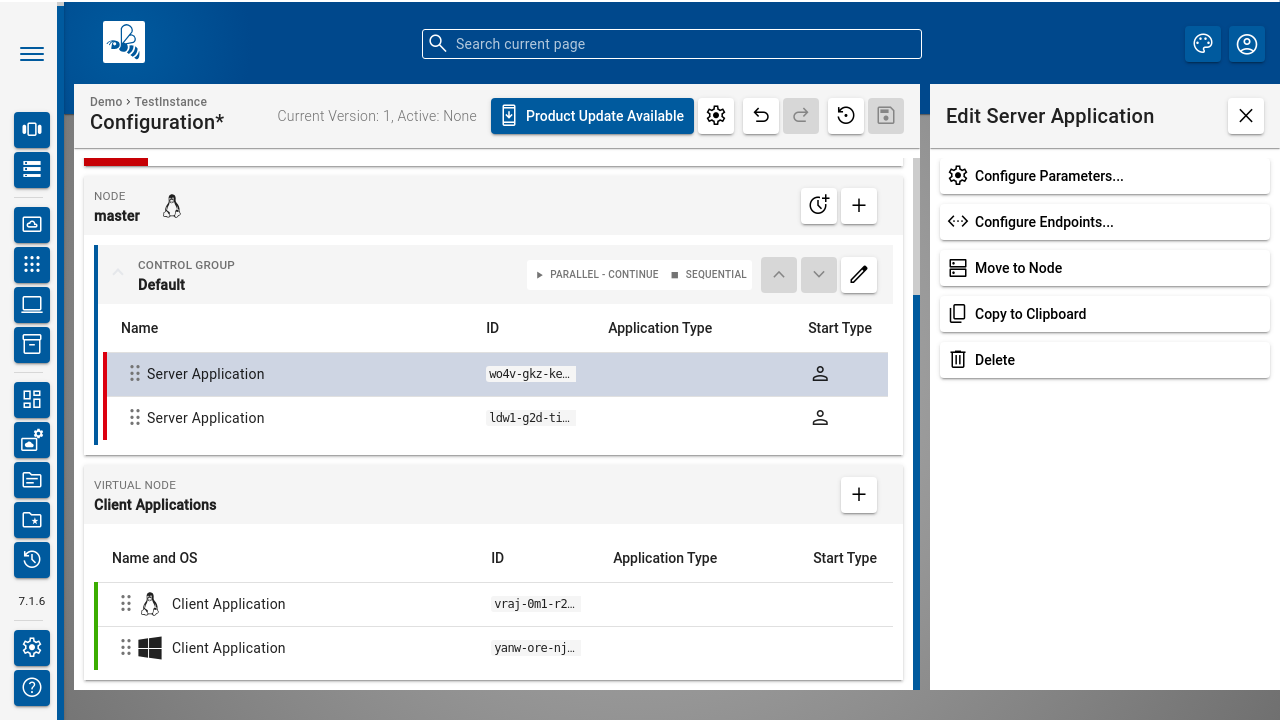 Search current page
Demo › TestInstance
Configuration*
Current Version: 1, Active: None
Product Update Available
Edit Server Application
Configure Parameters...
Configure Endpoints...
Move to Node
Copy to Clipboard
Delete
NODE
master
CONTROL GROUP
Default
PARALLEL - CONTINUE SEQUENTIAL
Name ID Application Type Start Type
Server Application wo4v-gkz-ke…
Server Application ldw1-g2d-ti…
VIRTUAL NODE
Client Applications
Name and OS ID Application Type Start Type
Client Application vraj-0m1-r2…
Client Application yanw-ore-nj…
7.1.6